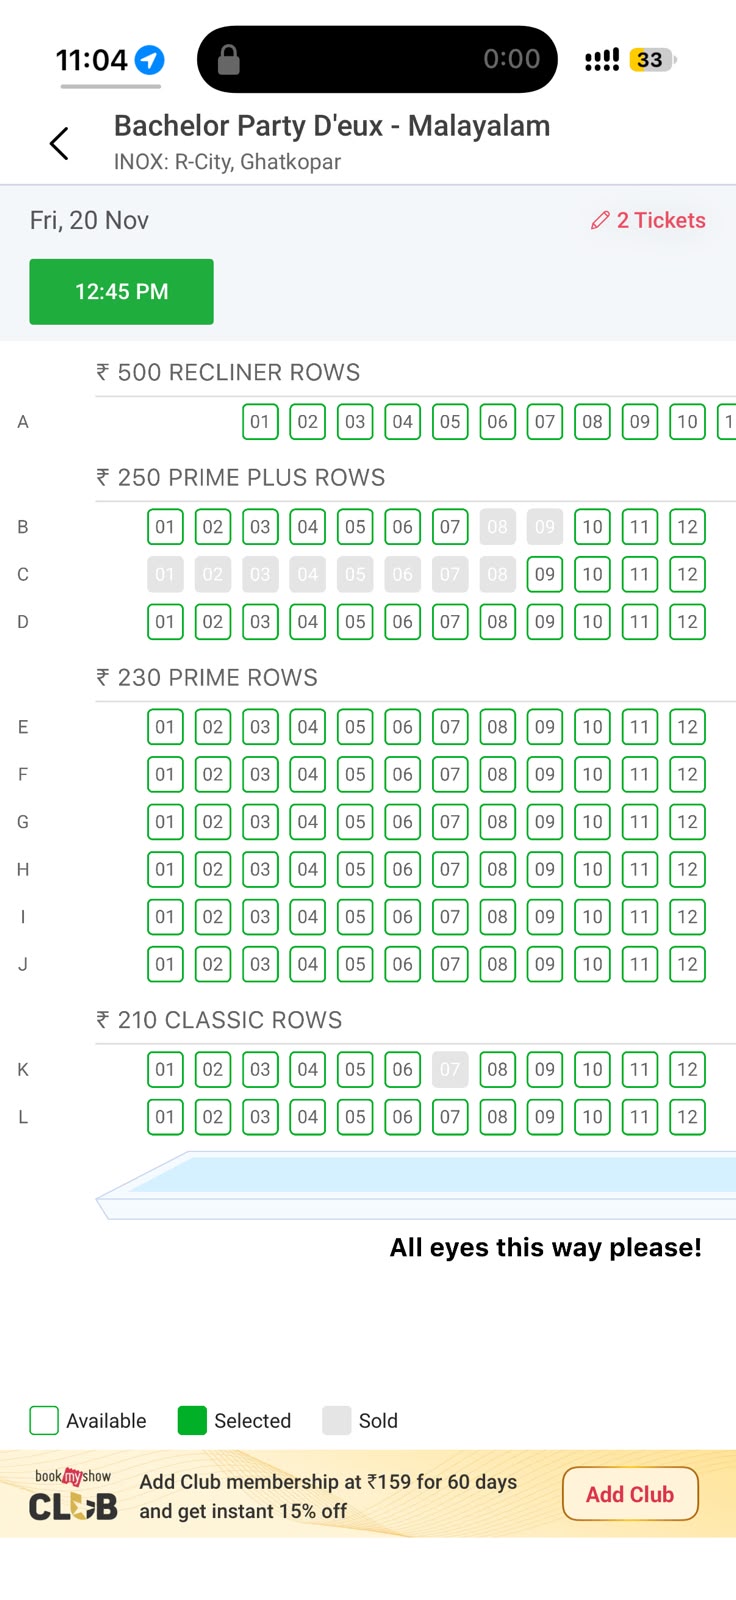 11:04
0:00
33
Bachelor Party D'eux - Malayalam
INOX: R-City, Ghatkopar
Fri, 20 Nov
2 Tickets
12:45 PM
₹ 500 RECLINER ROWS
A 01 02 03 04 05 06 07 08 09 10 1
₹ 250 PRIME PLUS ROWS
B 01 02 03 04 05 06 07 08 09 10 11 12
C 01 02 03 04 05 06 07 08 09 10 11 12
D 01 02 03 04 05 06 07 08 09 10 11 12
₹ 230 PRIME ROWS
E 01 02 03 04 05 06 07 08 09 10 11 12
F 01 02 03 04 05 06 07 08 09 10 11 12
G 01 02 03 04 05 06 07 08 09 10 11 12
H 01 02 03 04 05 06 07 08 09 10 11 12
I 01 02 03 04 05 06 07 08 09 10 11 12
J 01 02 03 04 05 06 07 08 09 10 11 12
₹ 210 CLASSIC ROWS
K 01 02 03 04 05 06 07 08 09 10 11 12
L 01 02 03 04 05 06 07 08 09 10 11 12
All eyes this way please!
Available
Selected
Sold
bookmyshow
CLUB
Add Club membership at ₹159 for 60 days
and get instant 15% off
Add Club